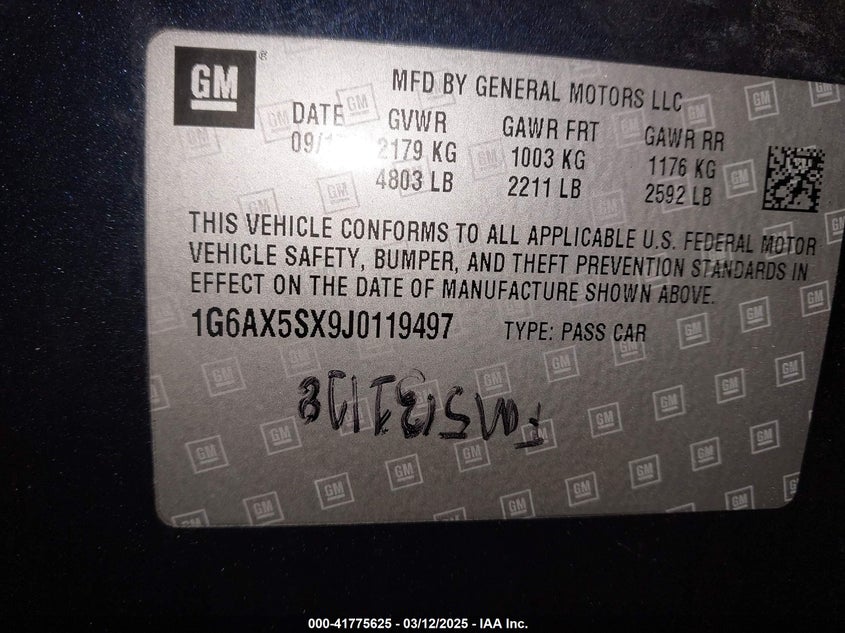 GM
MFD BY GENERAL MOTORS LLC
DATE GVWR GAWR FRT GAWR RR
09/ 2179 KG 1003 KG 1176 KG
4803 LB 2211 LB 2592 LB
THIS VEHICLE CONFORMS TO ALL APPLICABLE U.S. FEDERAL MOTOR
VEHICLE SAFETY, BUMPER, AND THEFT PREVENTION STANDARDS IN
EFFECT ON THE DATE OF MANUFACTURE SHOWN ABOVE.
1G6AX5SX9J0119497 TYPE: PASS CAR
000-41775625 - 03/12/2025 - IAA Inc.